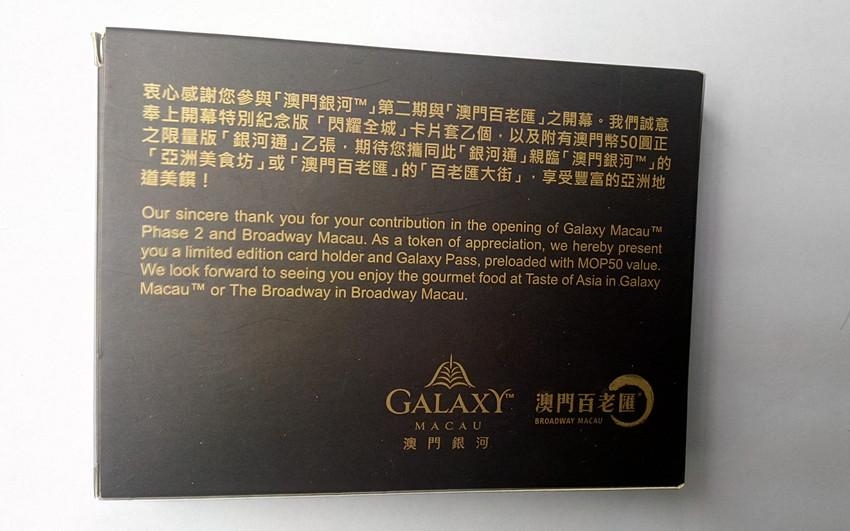 衷心感謝您參與「澳門銀河™」第二期與「澳門百老匯」之開幕。我們誠意
奉上開幕特別紀念版「閃耀全城」卡片套乙個，以及附有澳門幣50圓正
之限量版「銀河通」乙張，期待您攜同此「銀河通」親臨「澳門銀河™」的
「亞洲美食坊」或「澳門百老匯」的「百老匯大街」，享受豐富的亞洲地
道美饌！
Our sincere thank you for your contribution in the opening of Galaxy Macau™
Phase 2 and Broadway Macau. As a token of appreciation, we hereby present
you a limited edition card holder and Galaxy Pass, preloaded with MOP50 value.
We look forward to seeing you enjoy the gourmet food at Taste of Asia in Galaxy
Macau™ or The Broadway in Broadway Macau.
GALAXY™
MACAU
澳門銀河
澳門百老匯
BROADWAY MACAU